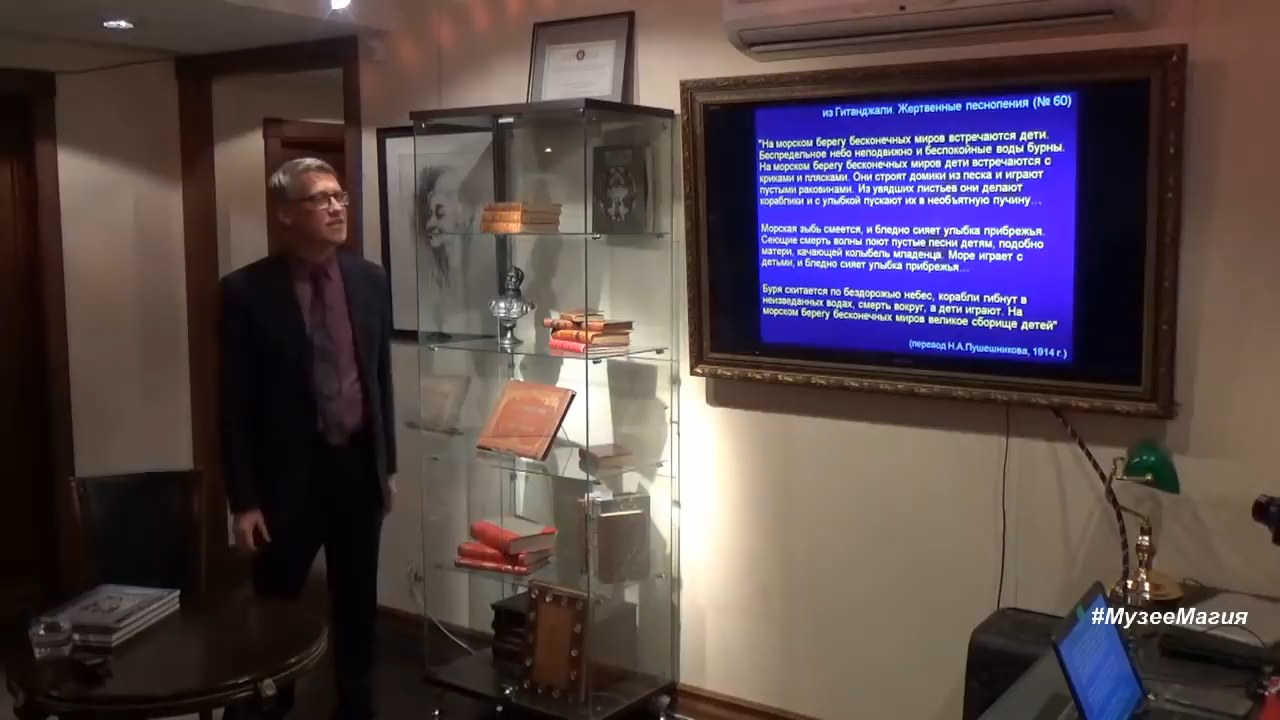 из Гитанджали. Жертвенные песнопения (№ 60)
"На морском берегу бесконечных миров встречаются дети.
Беспредельное небо неподвижно и беспокойные воды бурны.
На морском берегу бесконечных миров дети встречаются с
криками и плясками. Они строят домики из песка и играют
пустыми раковинами. Из увядших листьев они делают
кораблики и с улыбкой пускают их в необъятную пучину…
Морская зыбь смеется, и бледно сияет улыбка прибрежья.
Сеющие смерть волны поют пустые песни детям, подобно
матери, качающей колыбель младенца. Море играет с
детьми, и бледно сияет улыбка прибрежья…
Буря скитается по бездорожью небес, корабли гибнут в
неизведанных водах, смерть вокруг, а дети играют. На
морском берегу бесконечных миров великое сборище детей"
(перевод Н.А.Пушешникова, 1914 г.)
#МузееМагия